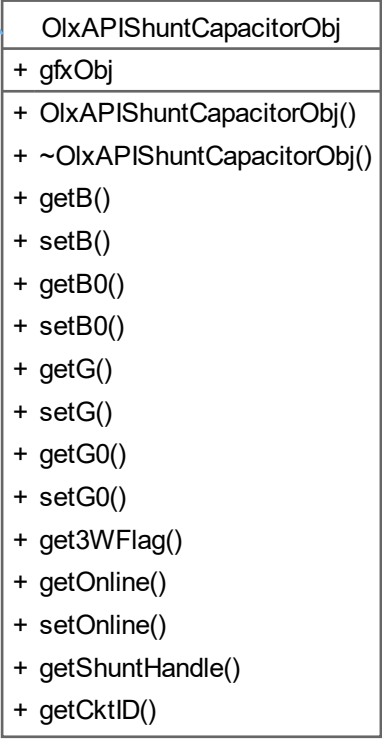 OlxAPIShuntCapacitorObj
+ gfxObj
+ OlxAPIShuntCapacitorObj()
+ ~OlxAPIShuntCapacitorObj()
+ getB()
+ setB()
+ getB0()
+ setB0()
+ getG()
+ setG()
+ getG0()
+ setG0()
+ get3WFlag()
+ getOnline()
+ setOnline()
+ getShuntHandle()
+ getCktID()